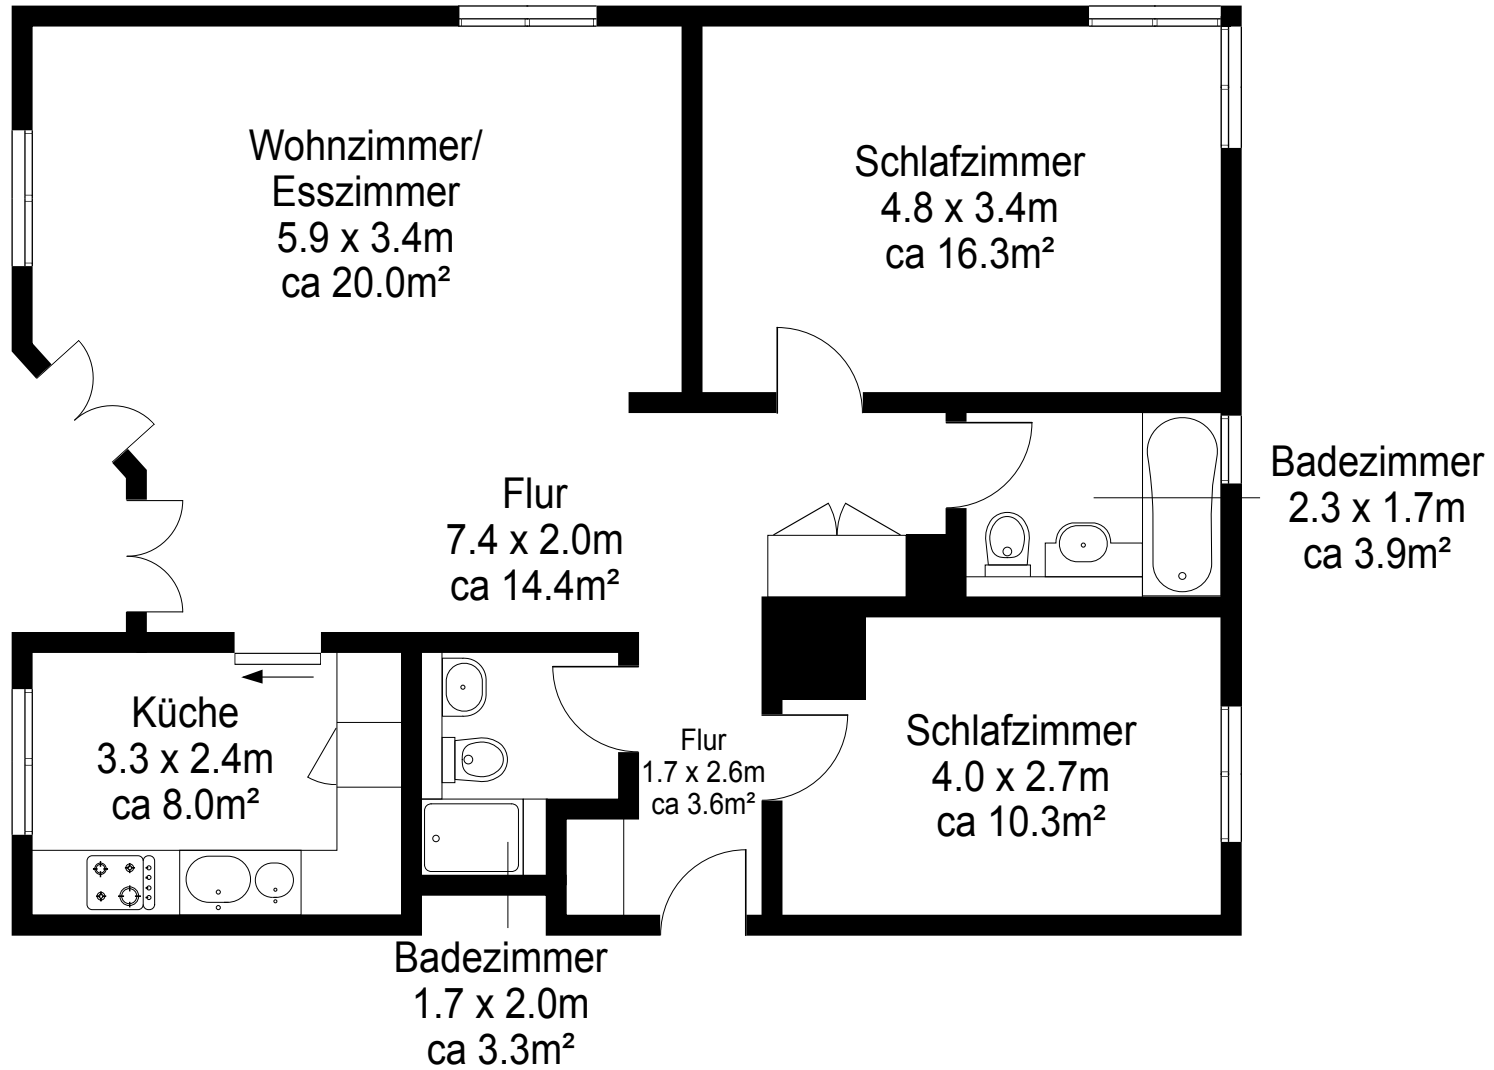 Wohnzimmer/
Esszimmer
5.9 x 3.4m
ca 20.0m²
Schlafzimmer
4.8 x 3.4m
ca 16.3m²
Flur
7.4 x 2.0m
ca 14.4m²
Badezimmer
2.3 x 1.7m
ca 3.9m²
Küche
3.3 x 2.4m
ca 8.0m²
Flur
1.7 x 2.6m
ca 3.6m²
Schlafzimmer
4.0 x 2.7m
ca 10.3m²
Badezimmer
1.7 x 2.0m
ca 3.3m²